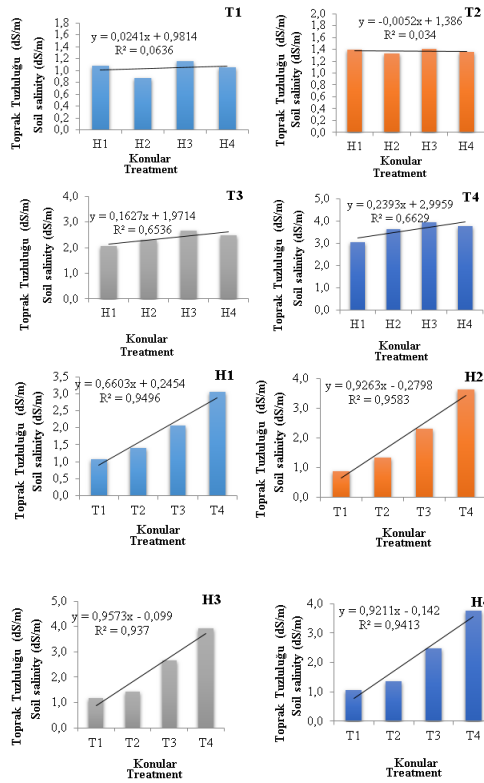 T1
y = 0,0241x + 0,9814
R² = 0,0636
Toprak Tuzluluğu (dS/m)
Soil salinity (dS/m)
1,8
1,6
1,4
1,2
1,0
0,8
0,6
0,4
0,2
0,0
H1 H2 H3 H4
Konular
Treatment
T2
y = -0,0052x + 1,386
R² = 0,034
Toprak Tuzluluğu (dS/m)
Soil salinity (dS/m)
2,0
1,8
1,6
1,4
1,2
1,0
0,8
0,6
0,4
0,2
0,0
H1 H2 H3 H4
Konular
Treatment
T3
y = 0,1627x + 1,9714
R² = 0,6536
Toprak Tuzluluğu (dS/m)
Soil salinity (dS/m)
4,0
3,0
2,0
1,0
0,0
H1 H2 H3 H4
Konular
Treatment
T4
y = 0,2393x + 2,9959
R² = 0,6629
Toprak Tuzluluğu (dS/m)
Soil salinity (dS/m)
5,0
4,0
3,0
2,0
1,0
0,0
H1 H2 H3 H4
Konular
Treatment
H1
y = 0,6603x + 0,2454
R² = 0,9496
Toprak Tuzluluğu (dS/m)
Soil salinity (dS/m)
3,5
3,0
2,5
2,0
1,5
1,0
0,5
0,0
T1 T2 T3 T4
Konular
Treatment
H2
y = 0,9263x - 0,2798
R² = 0,9583
Toprak Tuzluluğu (dS/m)
Soil salinity (dS/m)
4,0
3,0
2,0
1,0
0,0
T1 T2 T3 T4
Konular
Treatment
H3
y = 0,9573x - 0,099
R² = 0,937
Toprak Tuzluluğu (dS/m)
Soil salinity (dS/m)
5,0
4,0
3,0
2,0
1,0
0,0
T1 T2 T3 T4
Konular
Treatment
y = 0,9211x - 0,142
R² = 0,9413
Toprak Tuzluluğu (dS/m)
Soil salinity (dS/m)
4,0
3,0
2,0
1,0
0,0
T1 T2 T3 T4
Konular
Treatment